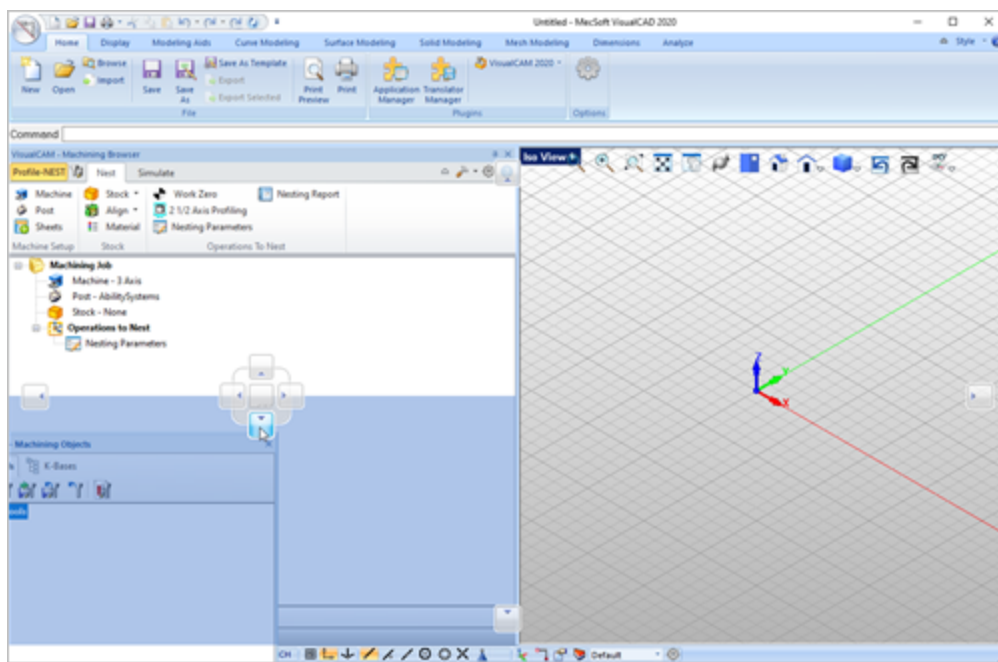 Untitled - MecSoft VisualCAD 2020
Home Display Modeling Aids Curve Modeling Surface Modeling Solid Modeling Mesh Modeling Dimensions Analyze Style
New Open Browse Import Save Save As Save As Template Export Export Selected Print Preview Print Application Manager Translator Manager VisualCAM 2020 Options
File Plugins Options
Command
VisualCAM - Machining Browser
Profile-NEST Nest Simulate
Machine Stock Work Zero Nesting Report
Post Align 2 1/2 Axis Profiling
Sheets Material Nesting Parameters
Machine Setup Stock Operations To Nest
Machining Job
Machine - 3 Axis
Post - AbilitySystems
Stock - None
Operations to Nest
Nesting Parameters
- Machining Objects
K-Bases
Iso View
Z
Y
X
CH Default